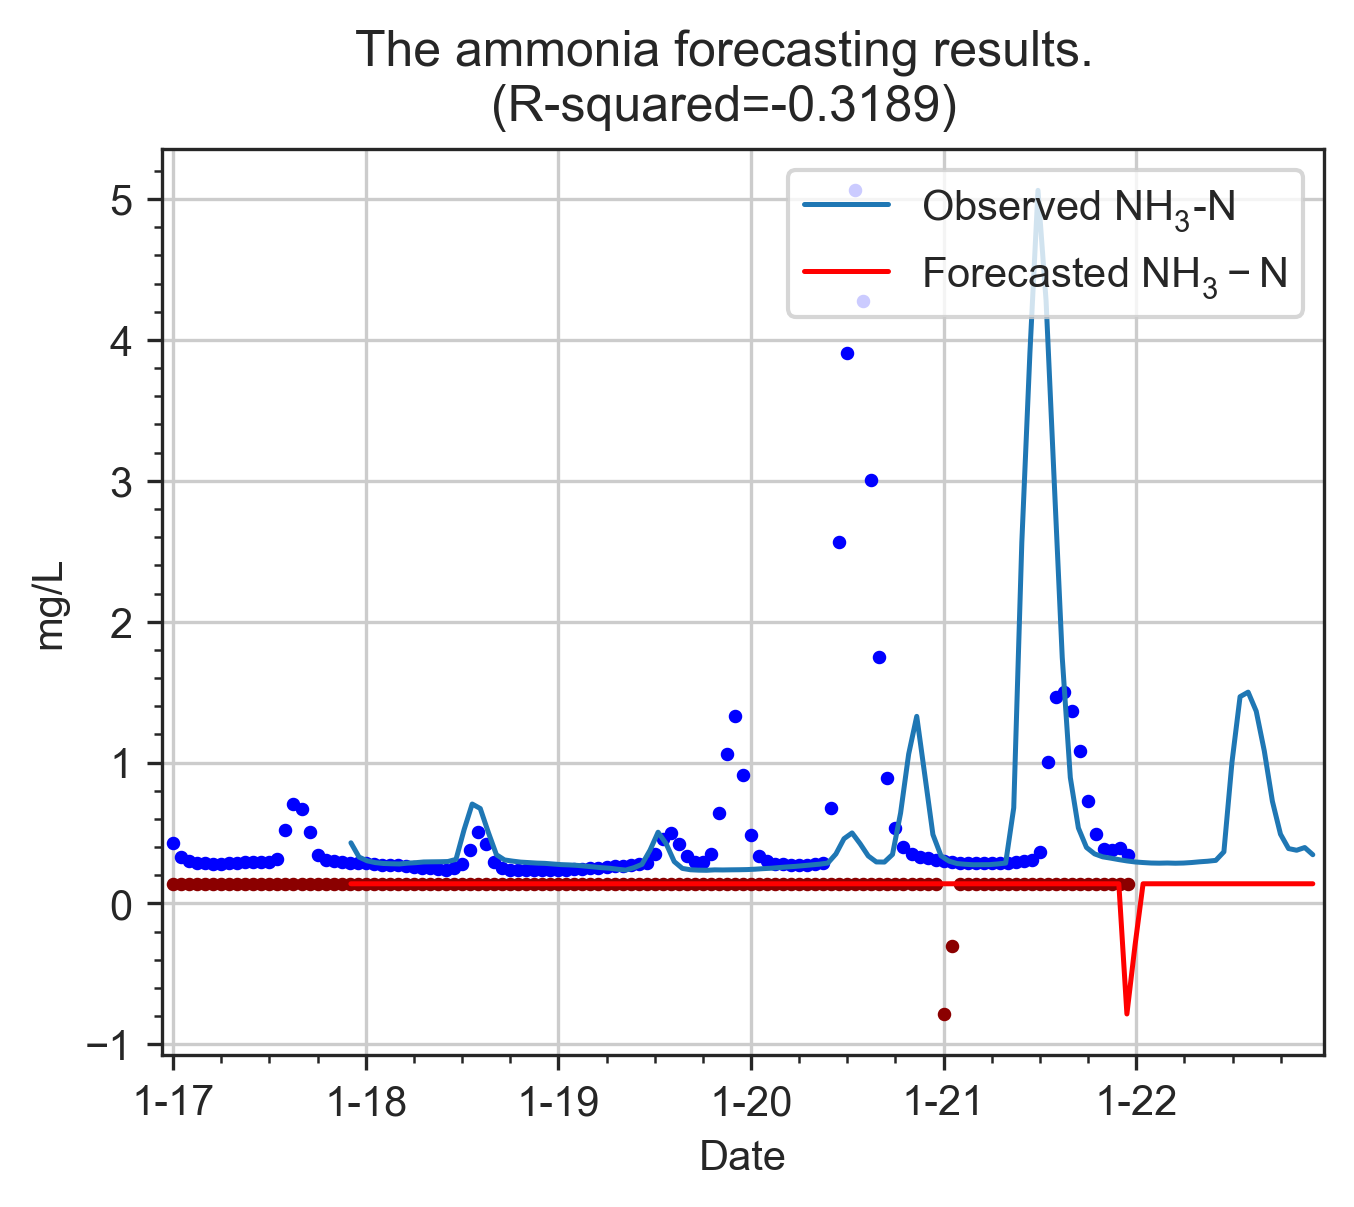 The ammonia forecasting results.
(R-squared=-0.3189)
Observed NH₃-N
Forecasted NH₃ − N
5
4
3
2
1
0
−1
mg/L
1-17 1-18 1-19 1-20 1-21 1-22
Date